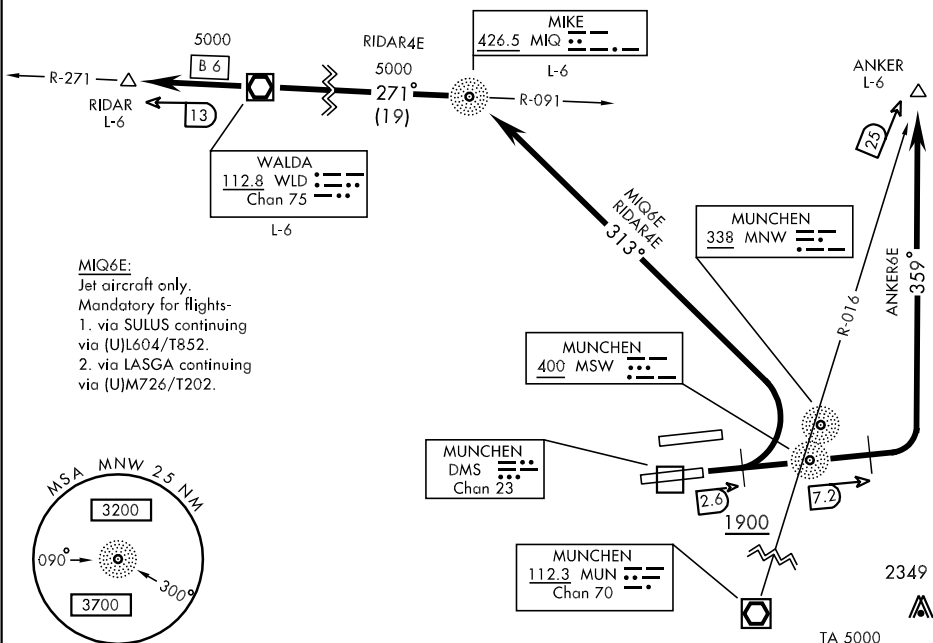 MIKE
426.5 MIQ
L-6
5000
B 6
R-271
RIDAR
L-6
13
RIDAR4E
5000
271°
(19)
R-091
WALDA
112.8 WLD
Chan 75
L-6
ANKER
L-6
25
MIQ6E
RIDAR4E
313°
MUNCHEN
338 MNW
ANKER6E
359°
R-016
MIQ6E:
Jet aircraft only.
Mandatory for flights-
1. via SULUS continuing
via (U)L604/T852.
2. via LASGA continuing
via (U)M726/T202.
MUNCHEN
400 MSW
MUNCHEN
DMS
Chan 23
2.6
7.2
1900
MUNCHEN
112.3 MUN
Chan 70
MSA MNW 25 NM
3200
090°
300°
3700
2349
TA 5000